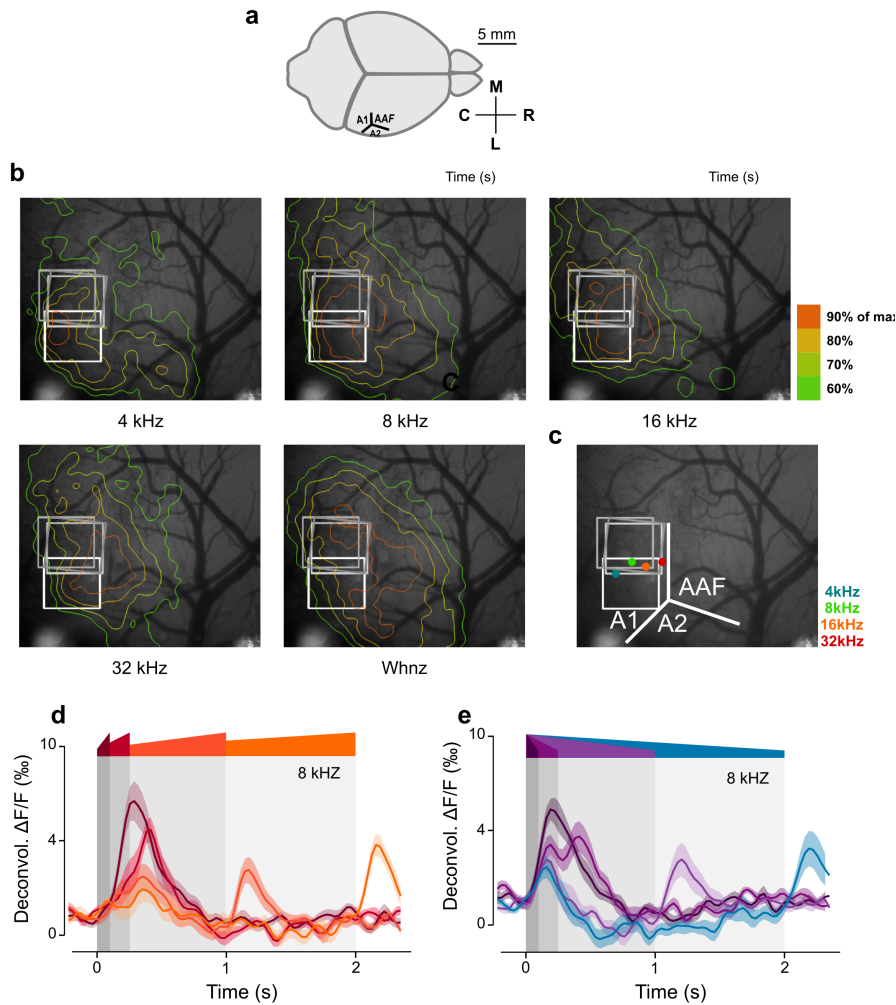 a
5 mm
M
C
R
L
A1
AAF
A2
b
Time (s)
Time (s)
C
4 kHz
8 kHz
16 kHz
90% of max
80%
70%
60%
32 kHz
Whnz
c
A1
A2
AAF
4kHz
8kHz
16kHz
32kHz
d
Deconvol. ΔF/F (‰)
10
4
0
8 kHZ
0
1
2
Time (s)
e
Deconvol. ΔF/F (‰)
10
4
0
8 kHZ
0
1
2
Time (s)